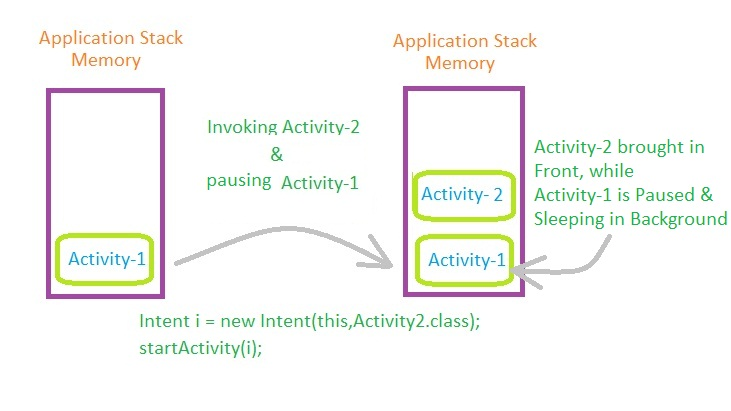 Application Stack
Memory
Activity-1
Invoking Activity-2
&
pausing Activity-1
Intent i = new Intent(this,Activity2.class);
startActivity(i);
Application Stack
Memory
Activity- 2
Activity-1
Activity-2 brought in
Front, while
Activity-1 is Paused &
Sleeping in Background